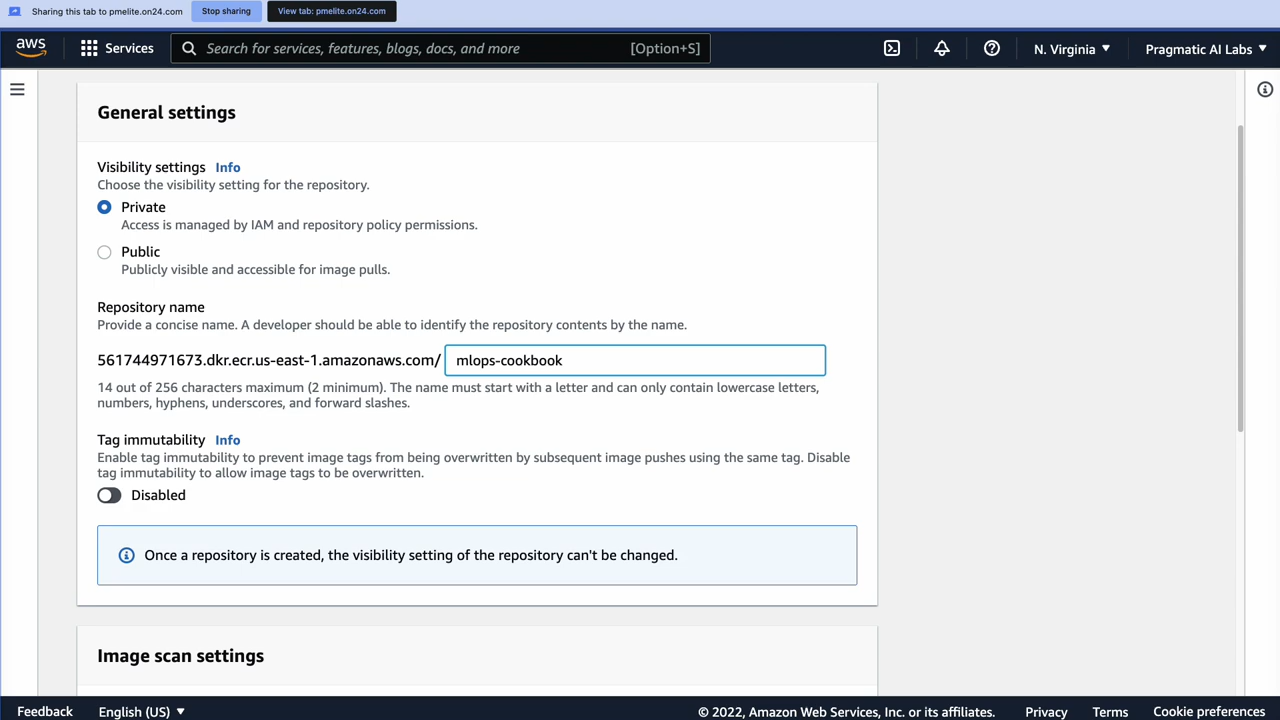 Sharing this tab to pmelite.on24.com Stop sharing View tab: pmelite.on24.com
aws Services Search for services, features, blogs, docs, and more [Option+S] N. Virginia ▼ Pragmatic AI Labs ▼
General settings
Visibility settings Info
Choose the visibility setting for the repository.
Private
Access is managed by IAM and repository policy permissions.
Public
Publicly visible and accessible for image pulls.
Repository name
Provide a concise name. A developer should be able to identify the repository contents by the name.
561744971673.dkr.ecr.us-east-1.amazonaws.com/ mlops-cookbook
14 out of 256 characters maximum (2 minimum). The name must start with a letter and can only contain lowercase letters,
numbers, hyphens, underscores, and forward slashes.
Tag immutability Info
Enable tag immutability to prevent image tags from being overwritten by subsequent image pushes using the same tag. Disable
tag immutability to allow image tags to be overwritten.
Disabled
Once a repository is created, the visibility setting of the repository can't be changed.
Image scan settings
Feedback English (US) ▼ © 2022, Amazon Web Services, Inc. or its affiliates. Privacy Terms Cookie preferences